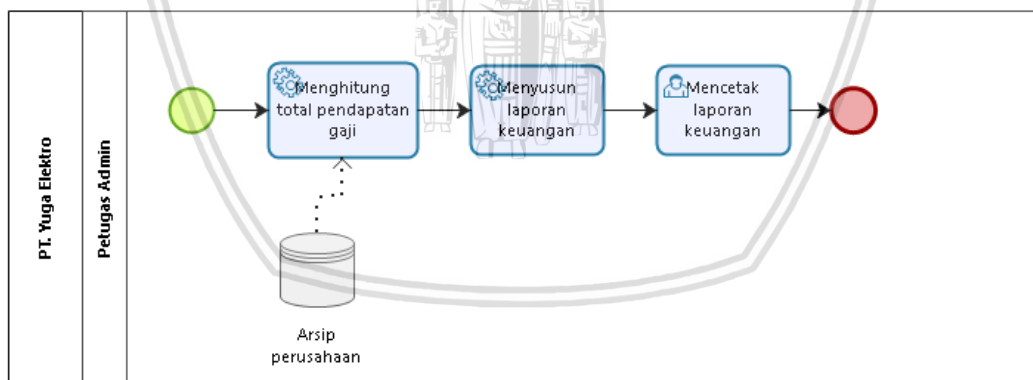 PT. Yuga Elektro
Petugas Admin
Menghitung
total pendapatan
gaji
Menyusun
laporan
keuangan
Mencetak
laporan
keuangan
Arsip
perusahaan